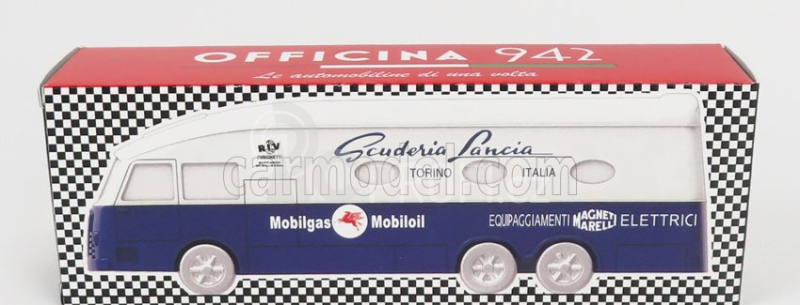 OFFICINA 942
Le automobiline di una volta
RIV
Scuderia Lancia
TORINO ITALIA
carmodel.com
Mobilgas Mobiloil
EQUIPAGGIAMENTI MAGNETI MARELLI ELETTRICI